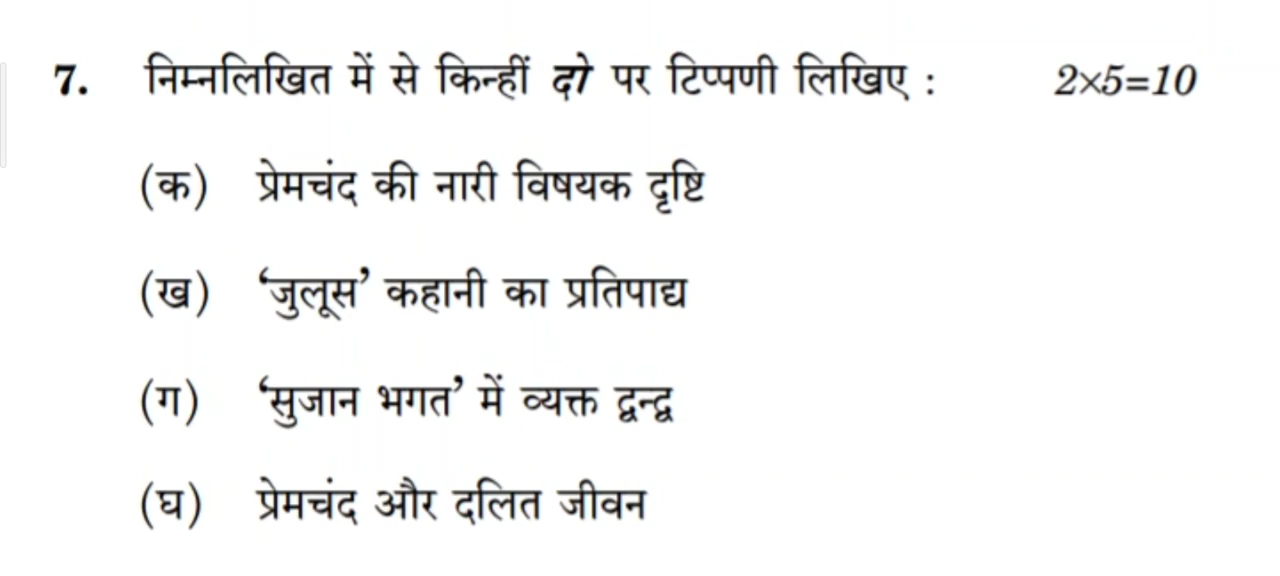 7. निम्नलिखित में से किन्हीं दो पर टिप्पणी लिखिए : 2×5=10
(क) प्रेमचंद की नारी विषयक दृष्टि
(ख) ‘जुलूस’ कहानी का प्रतिपाद्य
(ग) ‘सुजान भगत’ में व्यक्त द्वन्द्व
(घ) प्रेमचंद और दलित जीवन